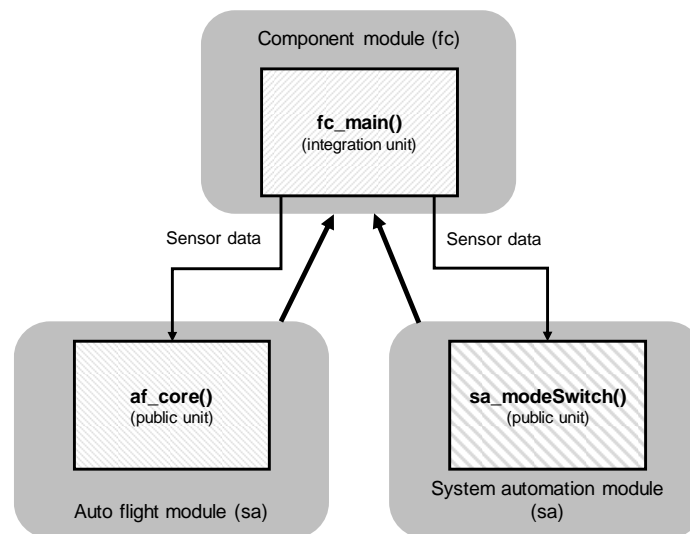 Component module (fc)
fc_main()
(integration unit)
Sensor data
Sensor data
af_core()
(public unit)
sa_modeSwitch()
(public unit)
Auto flight module (sa)
System automation module
(sa)